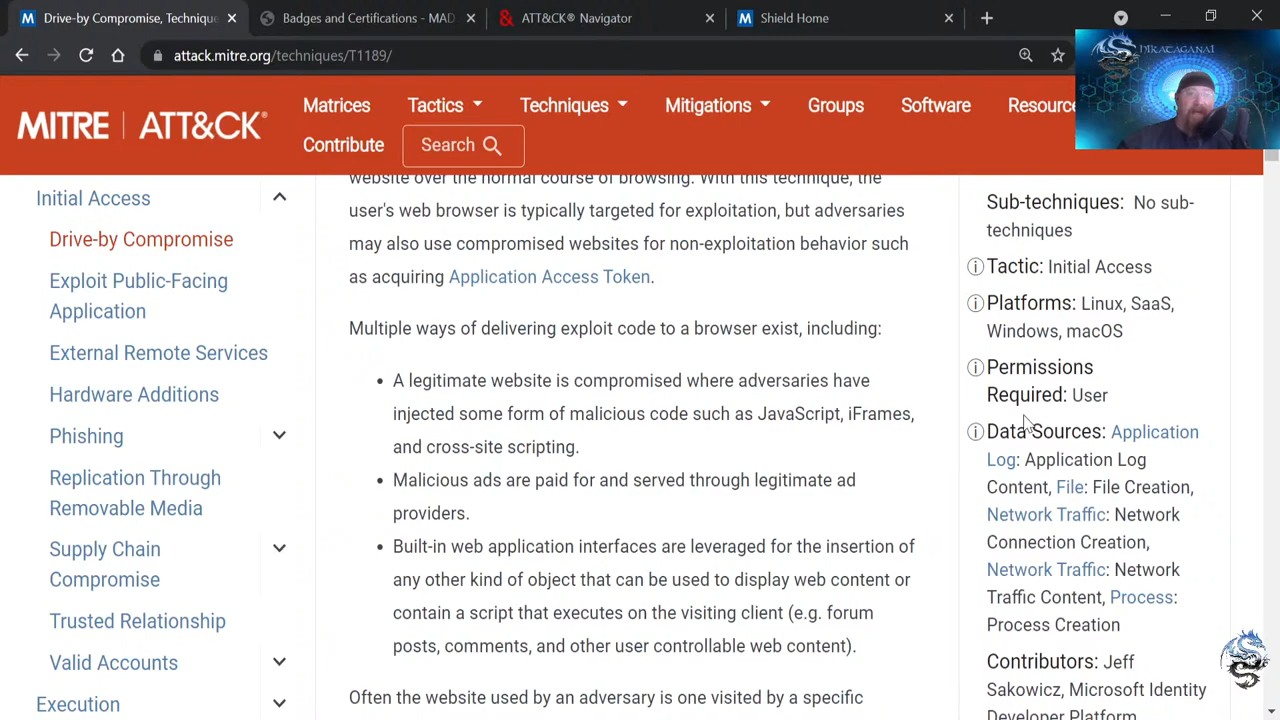 Drive-by Compromise, Technique
Badges and Certifications - MAD
ATT&CK® Navigator
Shield Home
attack.mitre.org/techniques/T1189/
HIKATAGANAI
MITRE | ATT&CK®
Matrices
Tactics
Techniques
Mitigations
Groups
Software
Resource
Contribute
Search
Initial Access
Drive-by Compromise
Exploit Public-Facing
Application
External Remote Services
Hardware Additions
Phishing
Replication Through
Removable Media
Supply Chain
Compromise
Trusted Relationship
Valid Accounts
Execution
website over the normal course of browsing. With this technique, the
user's web browser is typically targeted for exploitation, but adversaries
may also use compromised websites for non-exploitation behavior such
as acquiring Application Access Token.
Multiple ways of delivering exploit code to a browser exist, including:
• A legitimate website is compromised where adversaries have
injected some form of malicious code such as JavaScript, iFrames,
and cross-site scripting.
• Malicious ads are paid for and served through legitimate ad
providers.
• Built-in web application interfaces are leveraged for the insertion of
any other kind of object that can be used to display web content or
contain a script that executes on the visiting client (e.g. forum
posts, comments, and other user controllable web content).
Often the website used by an adversary is one visited by a specific
Sub-techniques: No sub-
techniques
Tactic: Initial Access
Platforms: Linux, SaaS,
Windows, macOS
Permissions
Required: User
Data Sources: Application
Log: Application Log
Content, File: File Creation,
Network Traffic: Network
Connection Creation,
Network Traffic: Network
Traffic Content, Process:
Process Creation
Contributors: Jeff
Sakowicz, Microsoft Identity
Developer Platform